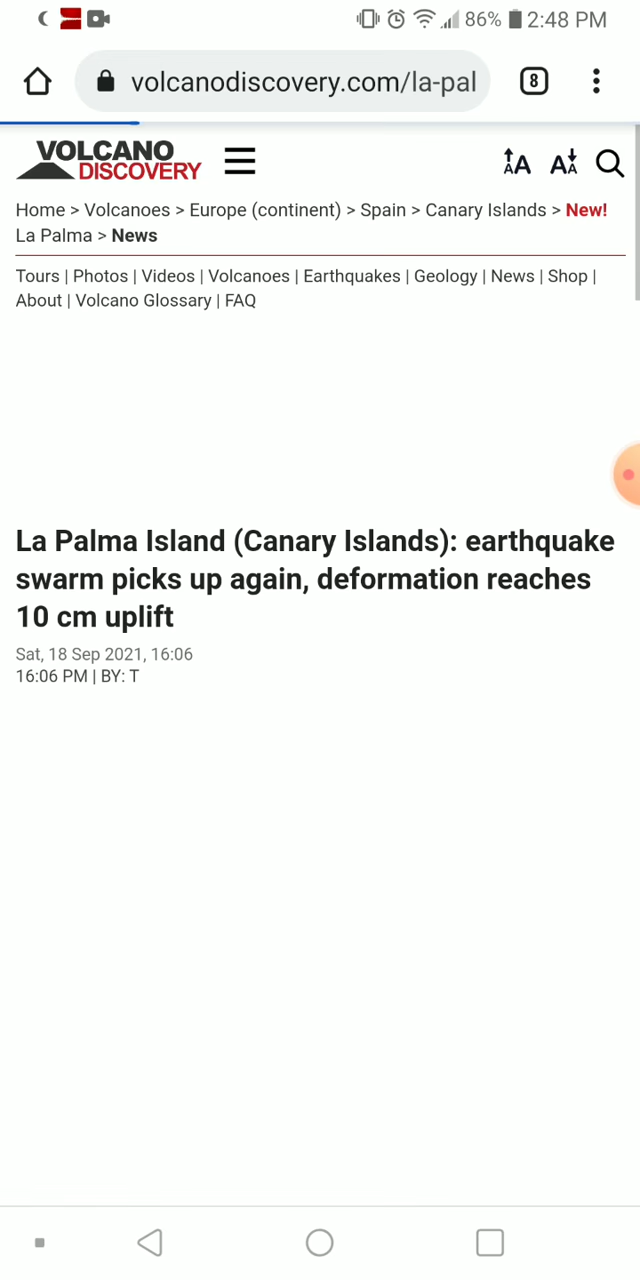 86% 2:48 PM
volcanodiscovery.com/la-pal 8
VOLCANO
DISCOVERY
AA AA
Home > Volcanoes > Europe (continent) > Spain > Canary Islands > New!
La Palma > News
Tours | Photos | Videos | Volcanoes | Earthquakes | Geology | News | Shop |
About | Volcano Glossary | FAQ
La Palma Island (Canary Islands): earthquake
swarm picks up again, deformation reaches
10 cm uplift
Sat, 18 Sep 2021, 16:06
16:06 PM | BY: T